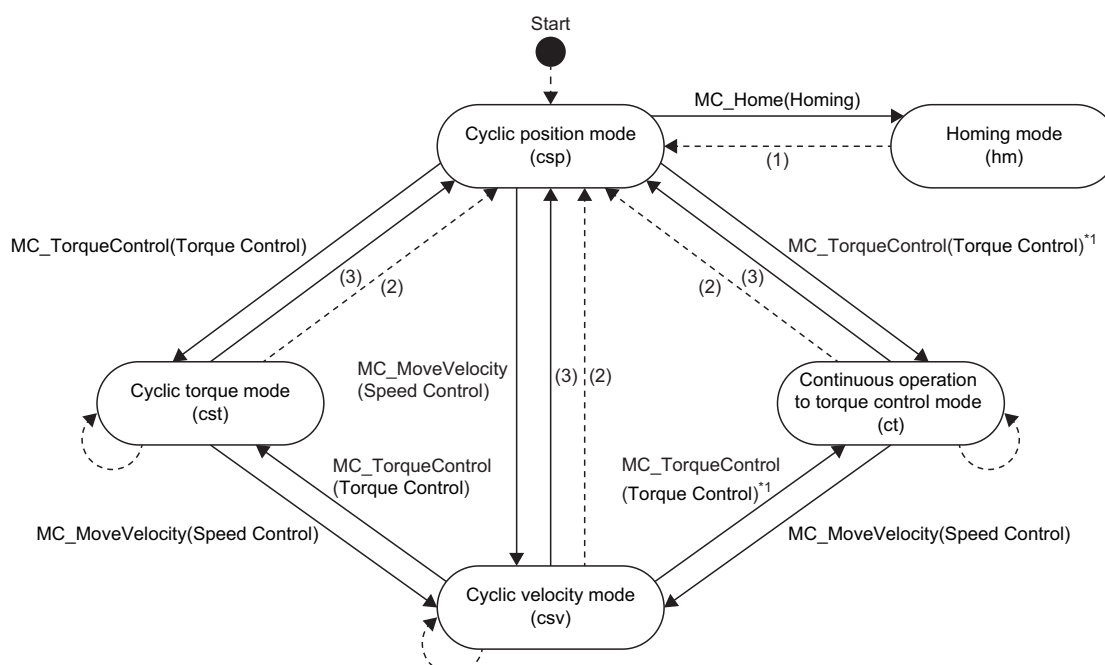 Start
MC_Home(Homing)
Cyclic position mode
(csp)
Homing mode
(hm)
(1)
MC_TorqueControl(Torque Control)
MC_TorqueControl(Torque Control)*1
(3)
(2)
(3)
(2)
MC_MoveVelocity
(Speed Control)
(3)
(2)
Cyclic torque mode
(cst)
Continuous operation
to torque control mode
(ct)
MC_TorqueControl
(Torque Control)
MC_TorqueControl
(Torque Control)*1
MC_MoveVelocity(Speed Control)
MC_MoveVelocity(Speed Control)
Cyclic velocity mode
(csv)